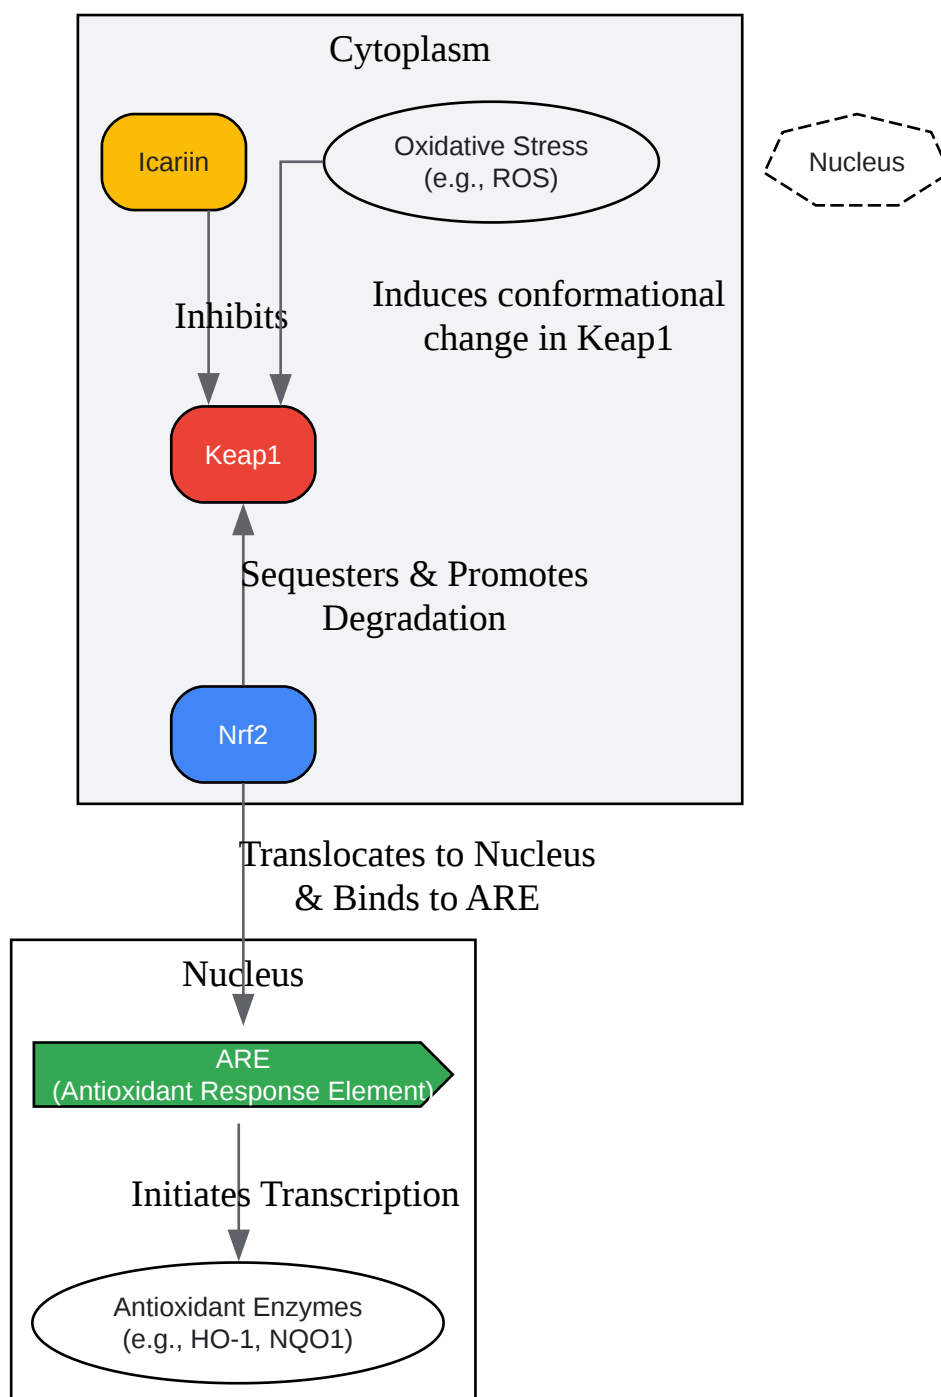 Cytoplasm
Icariin
Oxidative Stress
(e.g., ROS)
Nucleus
Inhibits
Induces conformational
change in Keap1
Keap1
Sequesters & Promotes
Degradation
Nrf2
Translocates to Nucleus
& Binds to ARE
Nucleus
ARE
(Antioxidant Response Element)
Initiates Transcription
Antioxidant Enzymes
(e.g., HO-1, NQO1)